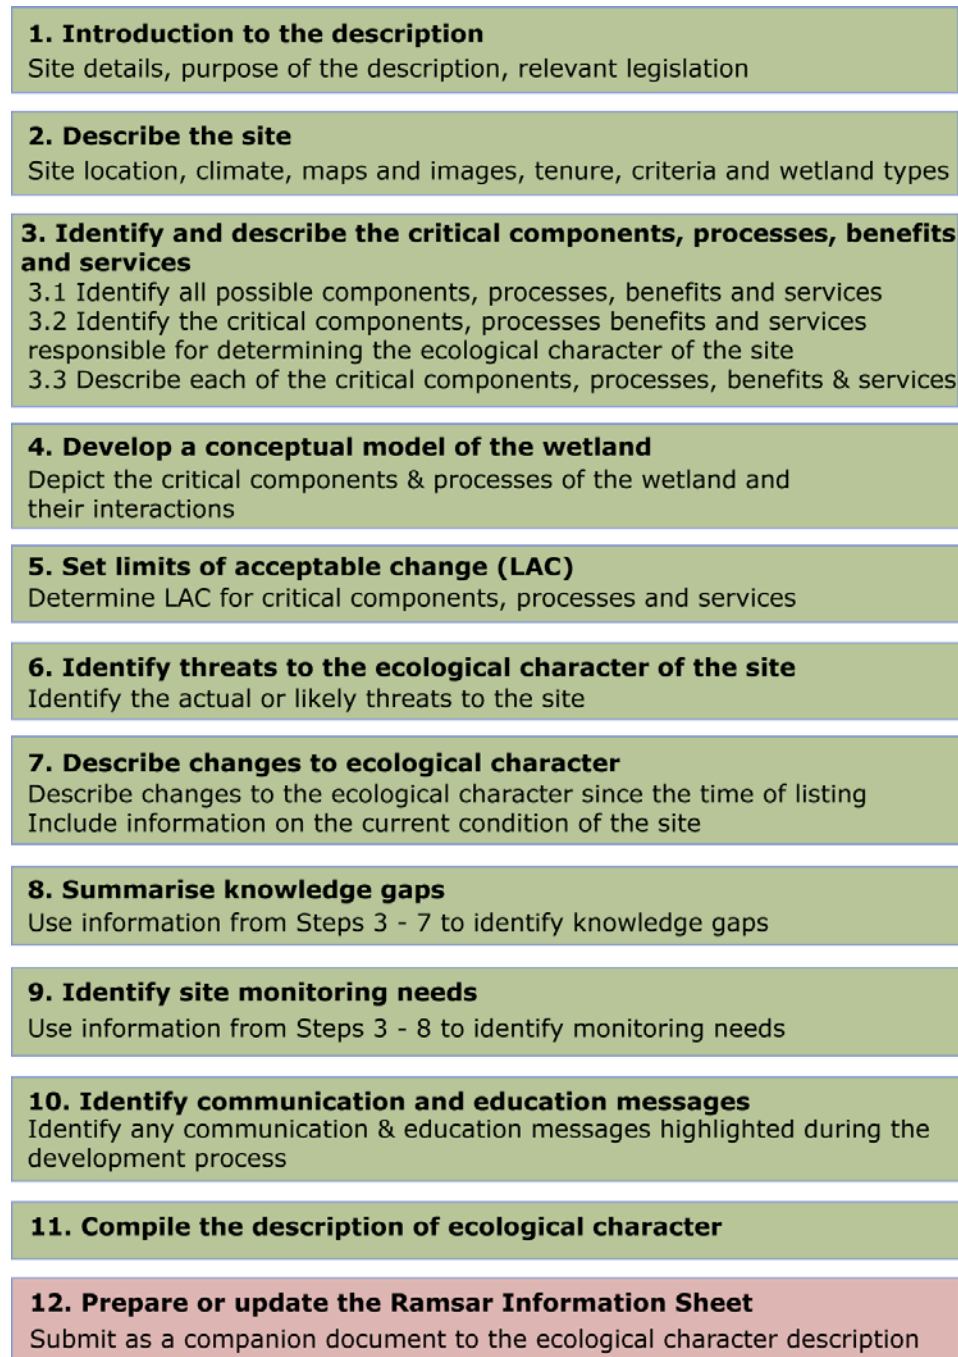 1. Introduction to the description
Site details, purpose of the description, relevant legislation
2. Describe the site
Site location, climate, maps and images, tenure, criteria and wetland types
3. Identify and describe the critical components, processes, benefits
and services
3.1 Identify all possible components, processes, benefits and services
3.2 Identify the critical components, processes benefits and services
responsible for determining the ecological character of the site
3.3 Describe each of the critical components, processes, benefits & services
4. Develop a conceptual model of the wetland
Depict the critical components & processes of the wetland and
their interactions
5. Set limits of acceptable change (LAC)
Determine LAC for critical components, processes and services
6. Identify threats to the ecological character of the site
Identify the actual or likely threats to the site
7. Describe changes to ecological character
Describe changes to the ecological character since the time of listing
Include information on the current condition of the site
8. Summarise knowledge gaps
Use information from Steps 3 - 7 to identify knowledge gaps
9. Identify site monitoring needs
Use information from Steps 3 - 8 to identify monitoring needs
10. Identify communication and education messages
Identify any communication & education messages highlighted during the
development process
11. Compile the description of ecological character
12. Prepare or update the Ramsar Information Sheet
Submit as a companion document to the ecological character description